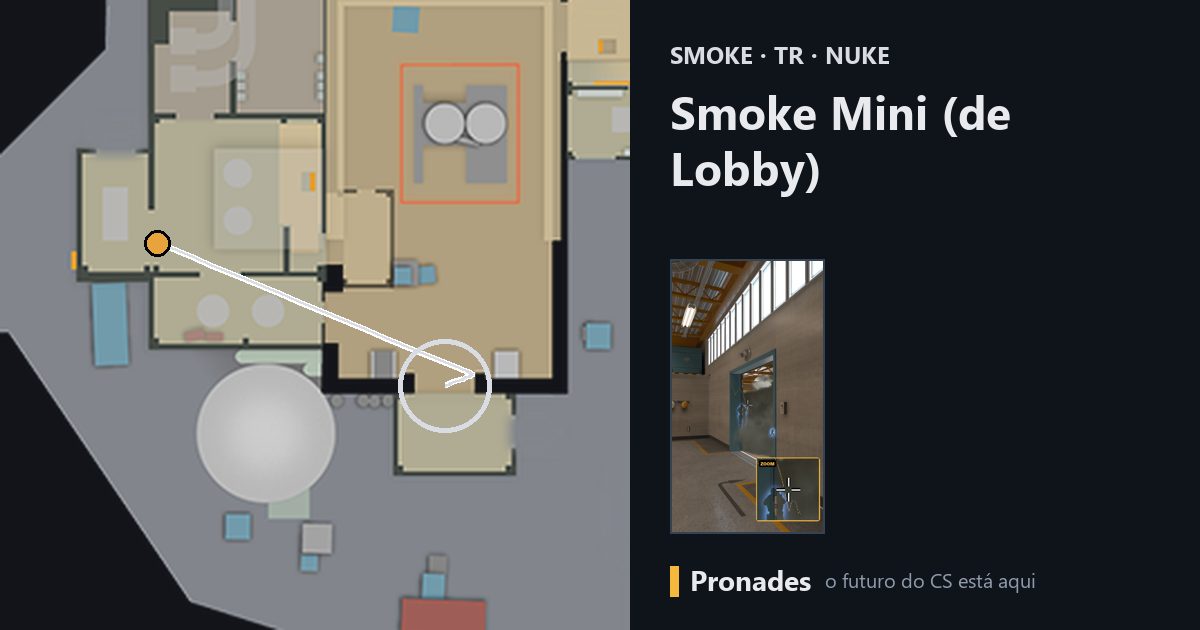 SMOKE · TR · NUKE
Smoke Mini (de
Lobby)
ZOOM
Pronades o futuro do CS está aqui